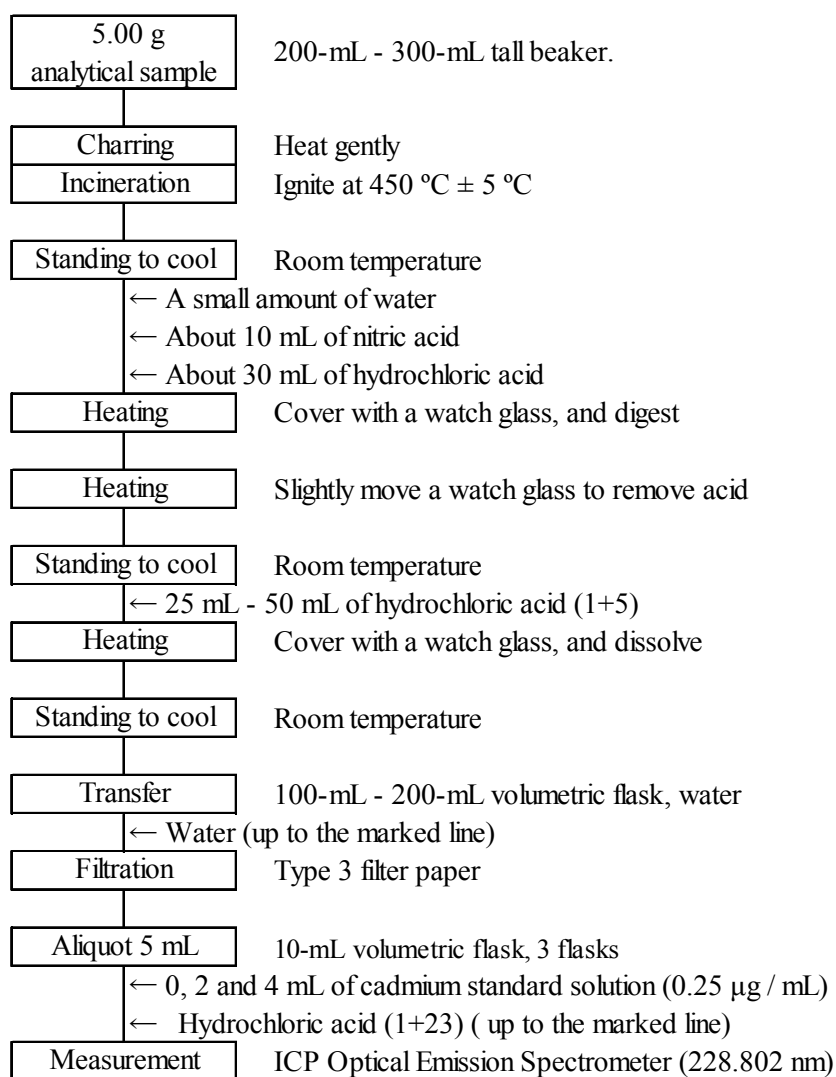 5.00 g
analytical sample
200-mL - 300-mL tall beaker.
Charring
Heat gently
Incineration
Ignite at 450 ºC ± 5 ºC
Standing to cool
Room temperature
← A small amount of water
← About 10 mL of nitric acid
← About 30 mL of hydrochloric acid
Heating
Cover with a watch glass, and digest
Heating
Slightly move a watch glass to remove acid
Standing to cool
Room temperature
← 25 mL - 50 mL of hydrochloric acid (1+5)
Heating
Cover with a watch glass, and dissolve
Standing to cool
Room temperature
Transfer
100-mL - 200-mL volumetric flask, water
← Water (up to the marked line)
Filtration
Type 3 filter paper
Aliquot 5 mL
10-mL volumetric flask, 3 flasks
← 0, 2 and 4 mL of cadmium standard solution (0.25 µg / mL)
← Hydrochloric acid (1+23) ( up to the marked line)
Measurement
ICP Optical Emission Spectrometer (228.802 nm)